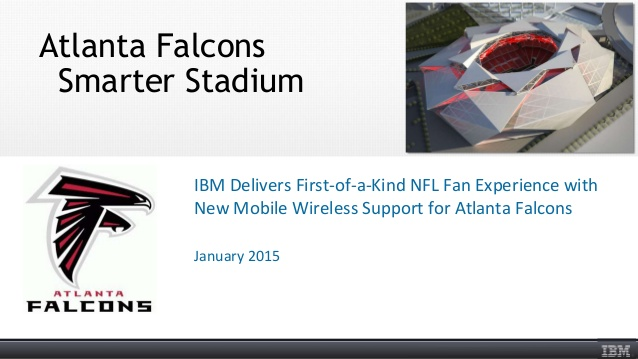 Atlanta Falcons
Smarter Stadium
IBM Delivers First-of-a-Kind NFL Fan Experience with
New Mobile Wireless Support for Atlanta Falcons
January 2015
ATLANTA
FALCONS
IBM